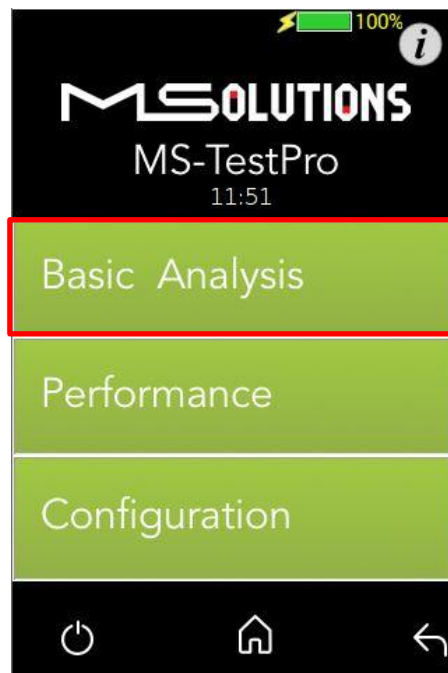 100%
i
MSOLUTIONS
MS-TestPro
11:51
Basic Analysis
Performance
Configuration